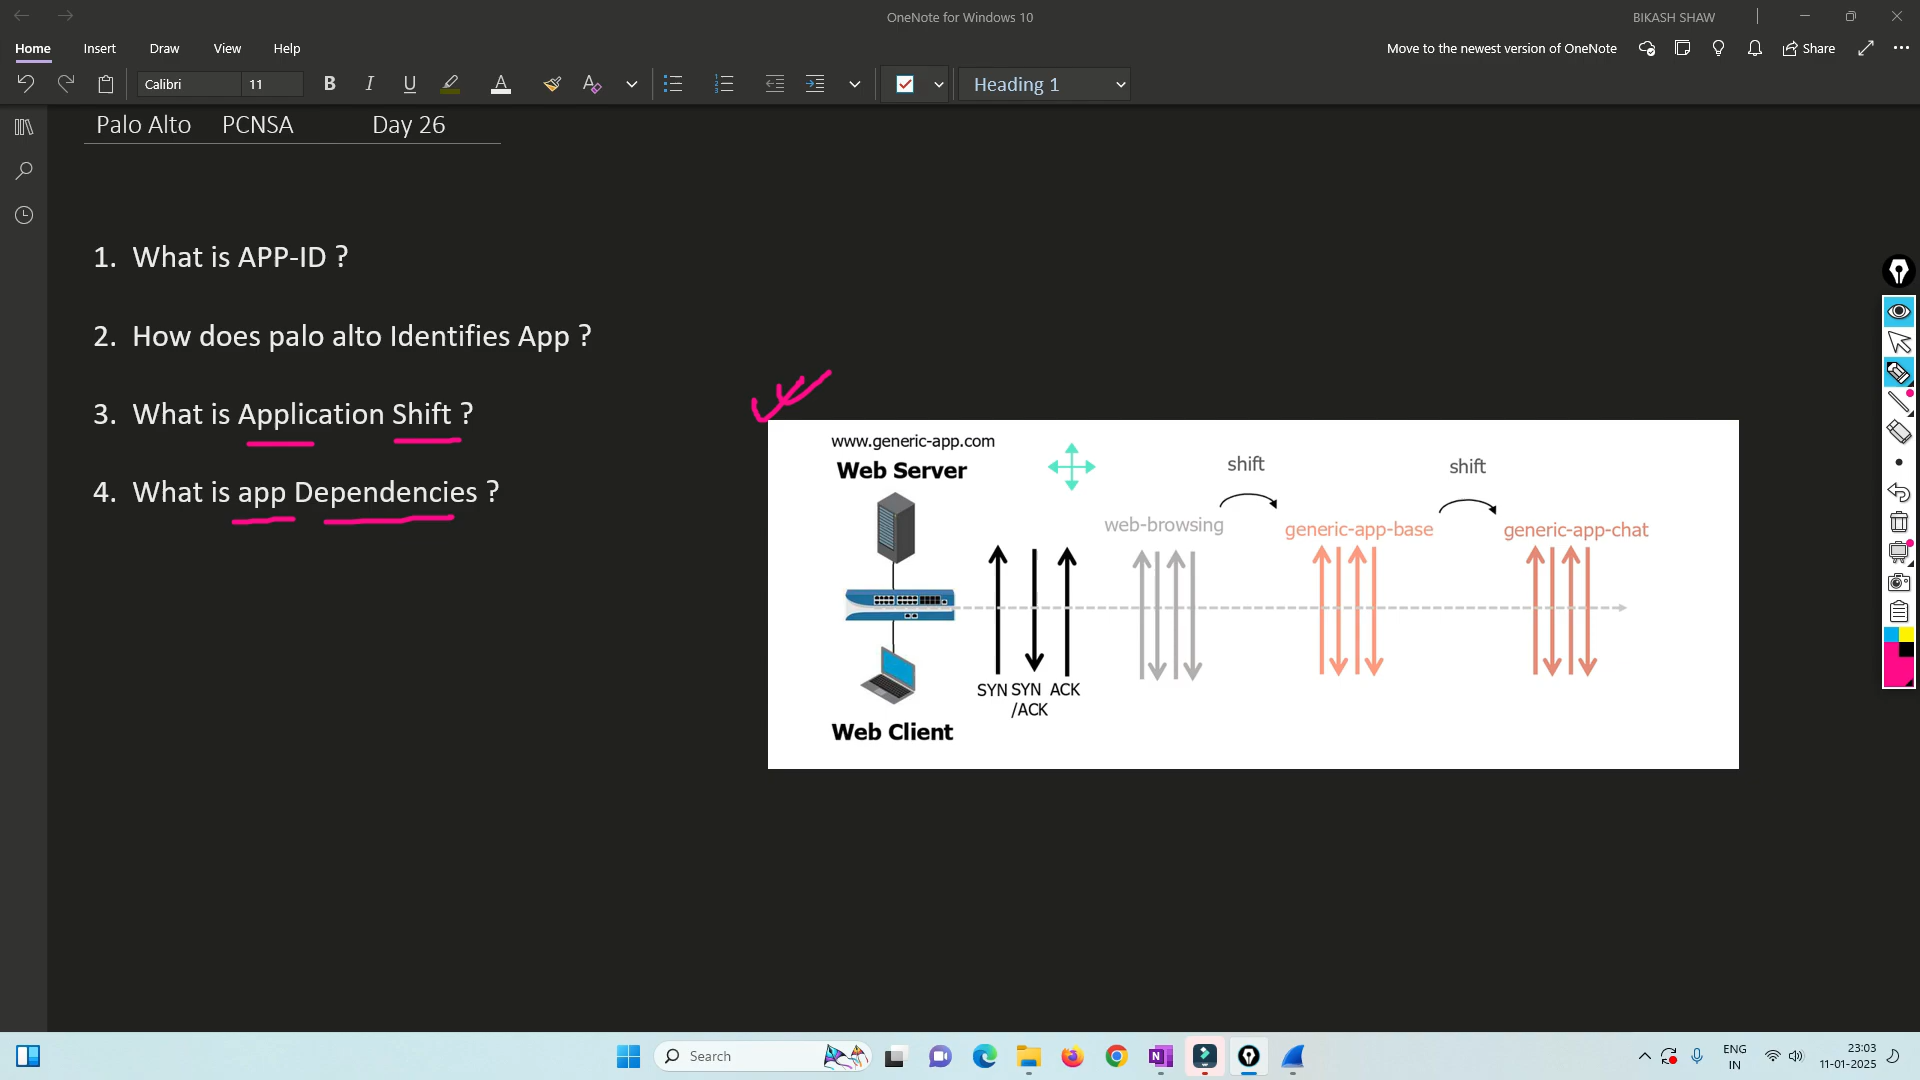 OneNote for Windows 10
BIKASH SHAW
Home Insert Draw View Help
Move to the newest version of OneNote
Share
Calibri 11
B I U A
Heading 1
Palo Alto PCNSA Day 26
1. What is APP-ID ?
2. How does palo alto Identifies App ?
3. What is Application Shift ?
4. What is app Dependencies ?
www.generic-app.com
Web Server
shift
shift
web-browsing
generic-app-base
generic-app-chat
SYN SYN ACK
/ACK
Web Client
Search
ENG
IN
23:03
11-01-2025